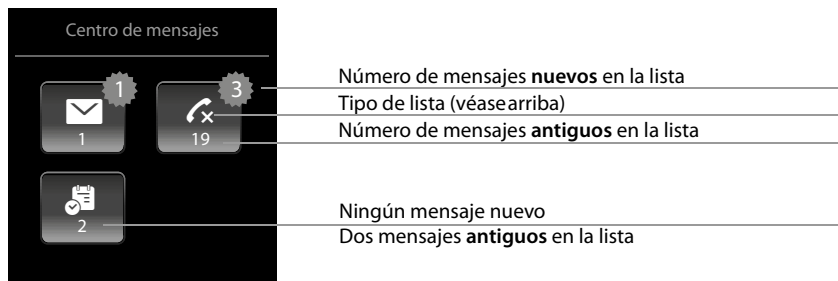 Centro de mensajes
1 3
1 19
2
Número de mensajes nuevos en la lista
Tipo de lista (véase arriba)
Número de mensajes antiguos en la lista
Ningún mensaje nuevo
Dos mensajes antiguos en la lista